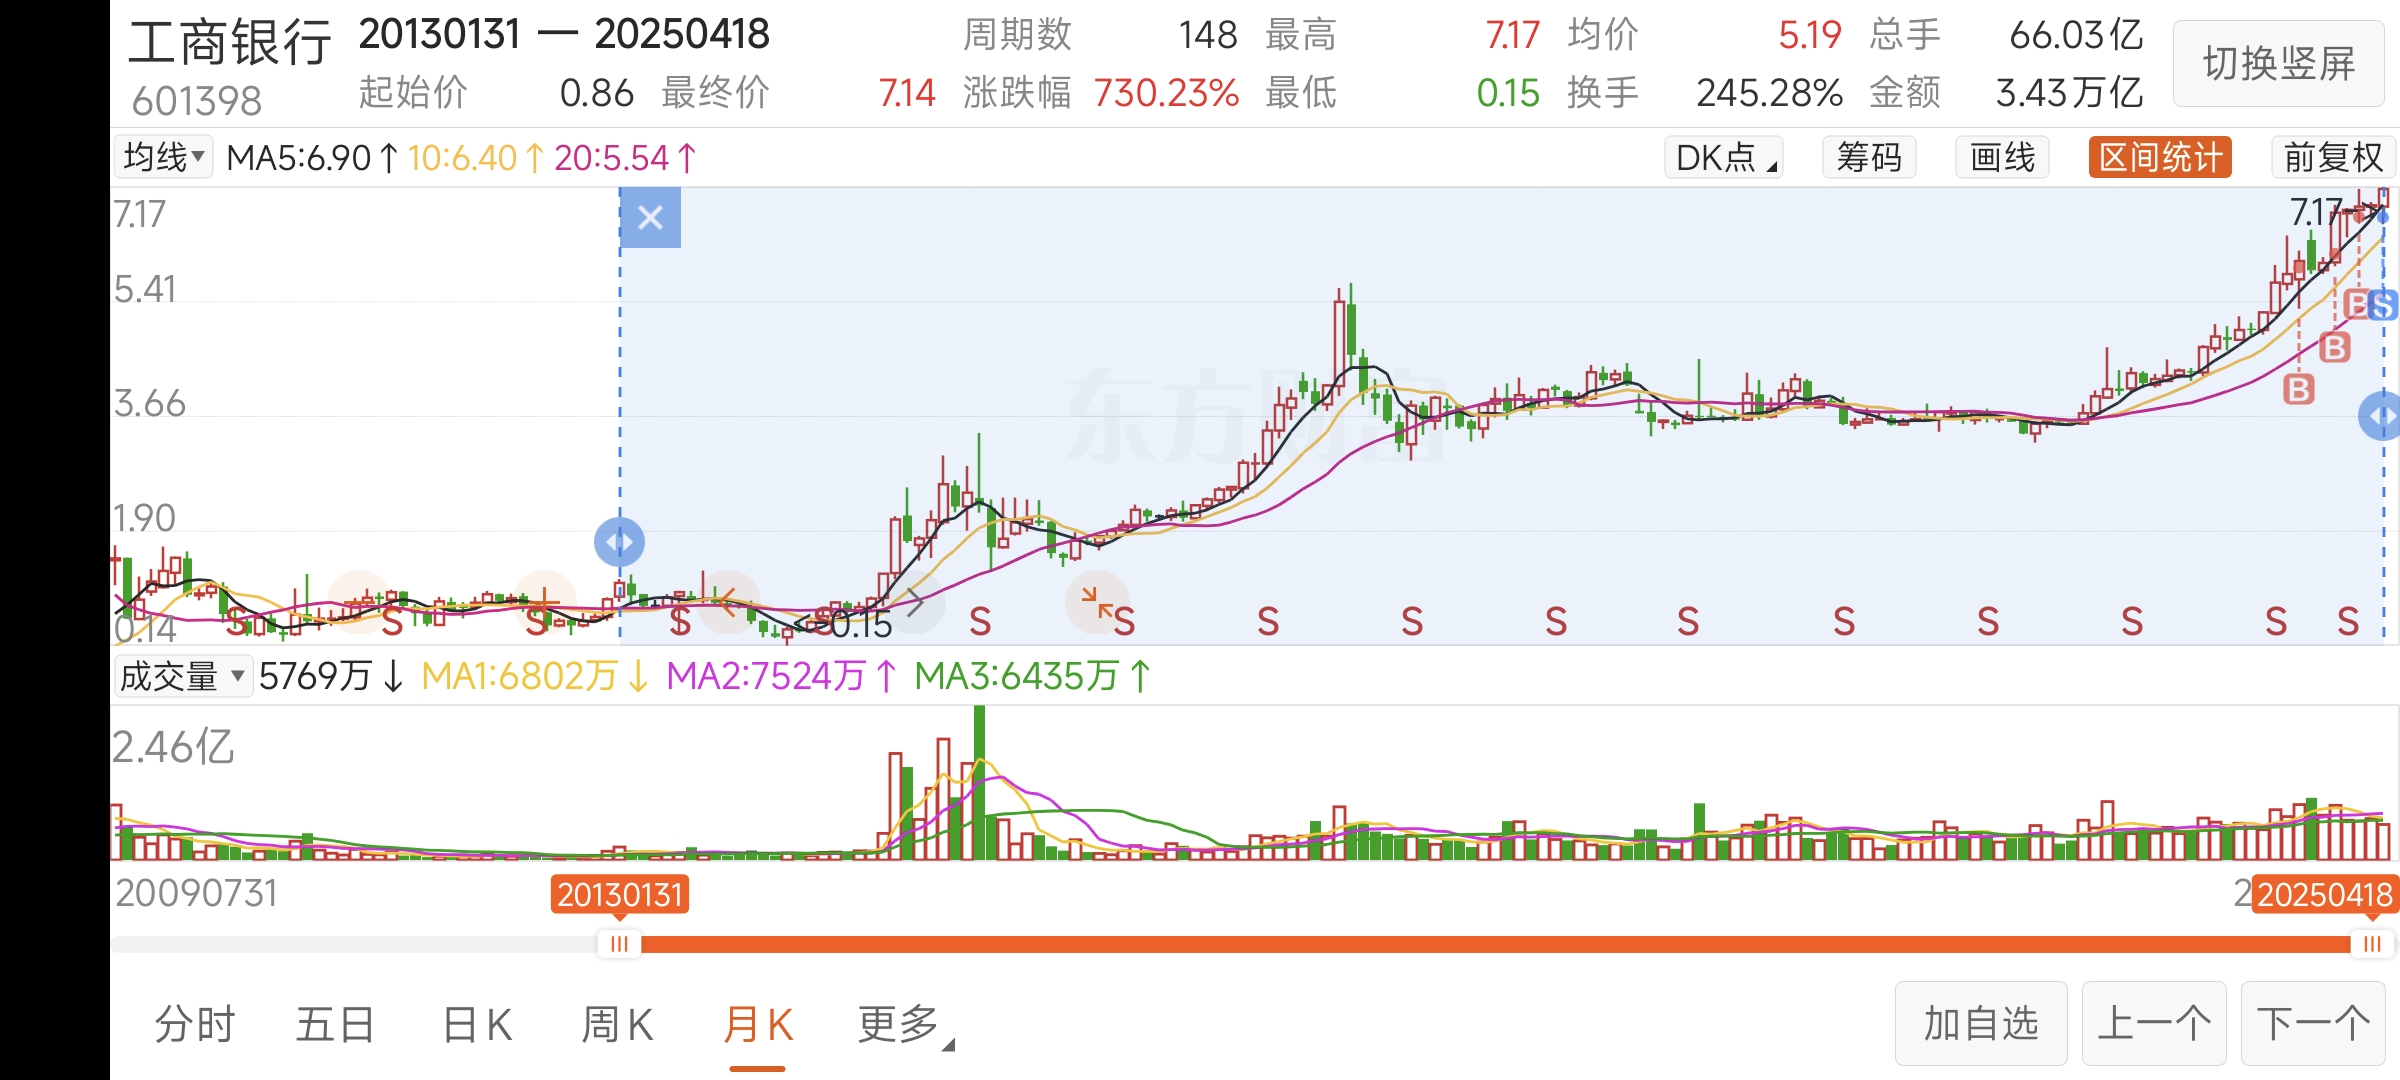 工商银行 20130131 — 20250418 周期数 148 最高 7.17 均价 5.19 总手 66.03亿 切换竖屏
601398 起始价 0.86 最终价 7.14 涨跌幅 730.23% 最低 0.15 换手 245.28% 金额 3.43万亿
均线 MA5:6.90↑ 10:6.40↑ 20:5.54↑ DK点 筹码 画线 区间统计 前复权
7.17
7.17
5.41
B S
B
3.66
B
东方财富
1.90
0.14
0.15
S S S S S S S S S S S S S S S S
成交量 5769万↓ MA1:6802万↓ MA2:7524万↑ MA3:6435万↑
2.46亿
20090731 20130131 2 20250418
分时 五日 日K 周K 月K 更多 加自选 上一个 下一个